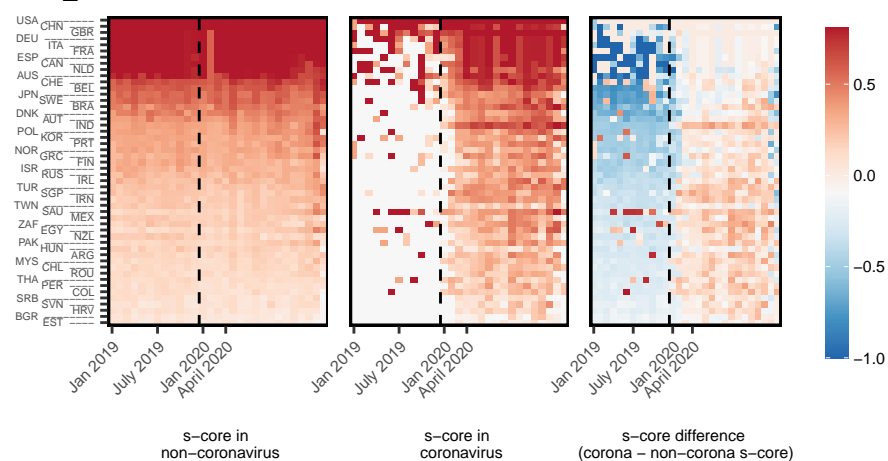 USA
CHN
GBR
DEU
ITA
FRA
ESP
CAN
NLD
AUS
CHE
BEL
JPN
SWE
BRA
DNK
AUT
IND
POL
KOR
PRT
NOR
GRC
FIN
ISR
RUS
IRL
TUR
SGP
IRN
TWN
SAU
MEX
ZAF
EGY
NZL
PAK
HUN
ARG
MYS
CHL
ROU
THA
PER
COL
SRB
SVN
HRV
BGR
EST
Jan 2019
July 2019
Jan 2020
April 2020
Jan 2019
July 2019
Jan 2020
April 2020
Jan 2019
July 2019
Jan 2020
April 2020
0.5
0.0
−0.5
−1.0
s−core in
non−coronavirus
s−core in
coronavirus
s−core difference
(corona − non−corona s−core)